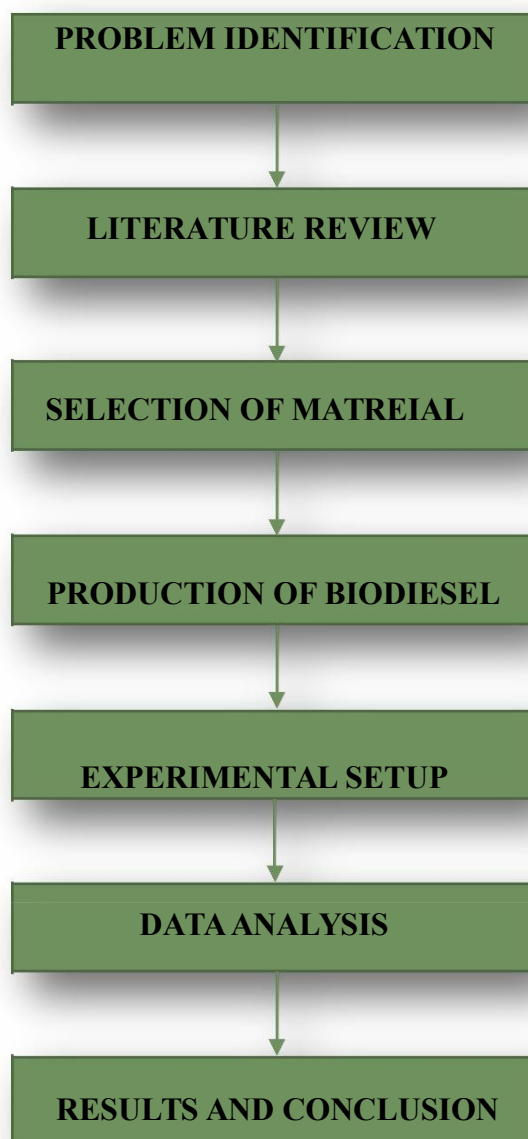 PROBLEM IDENTIFICATION
LITERATURE REVIEW
SELECTION OF MATREIAL
PRODUCTION OF BIODIESEL
EXPERIMENTAL SETUP
DATA ANALYSIS
RESULTS AND CONCLUSION